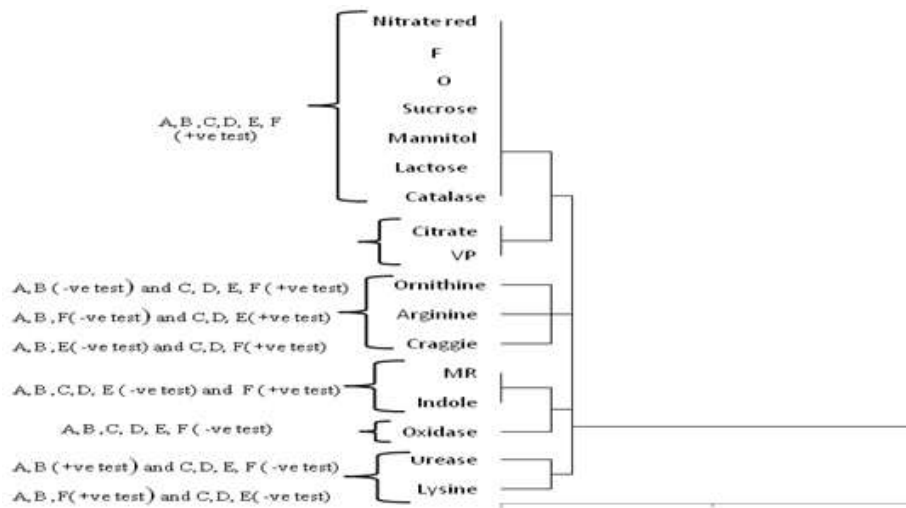 Nitrate red
F
O
Sucrose
A, B ,C, D, E, F
(+ve test)
Mannitol
Lactose
Catalase
Citrate
VP
A, B (-ve test) and C, D, E, F (+ve test)
Ornithine
A, B ,F( -ve test) and C,D, E(+ve test)
Arginine
A, B ,E( -ve test) and C,D, F(+ve test)
Craggie
MR
A, B, C, D, E (-ve test) and F (+ve test)
Indole
A, B ,C, D, E, F ( -ve test)
Oxidase
A, B (+ve test) and C, D, E, F (-ve test)
Urease
A, B ,F(+ve test) and C,D, E( -ve test)
Lysine